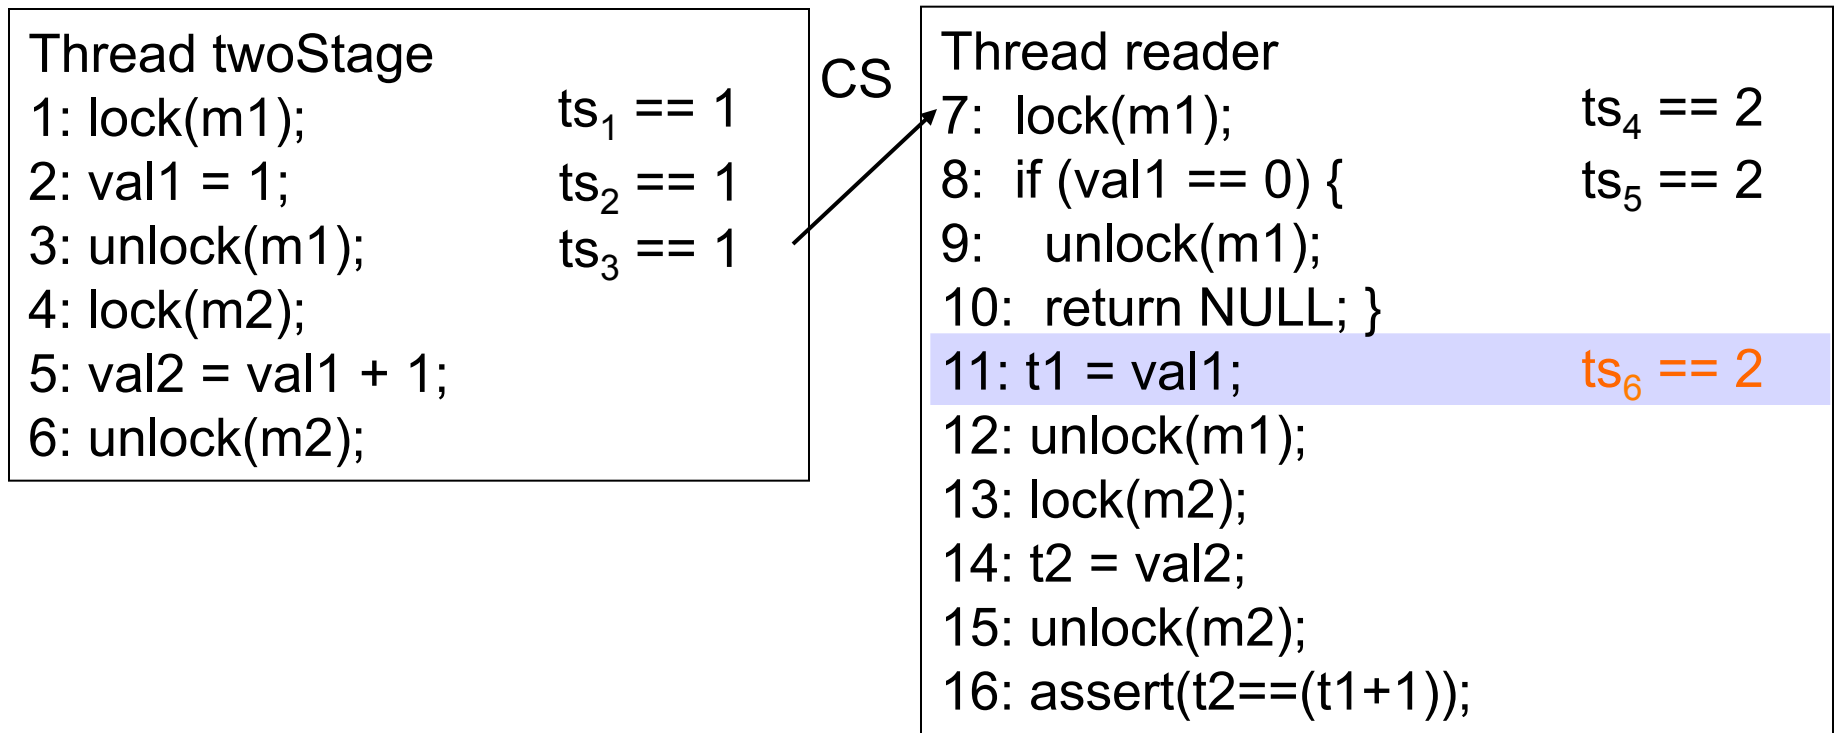 Thread twoStage
1: lock(m1); ts₁ == 1
2: val1 = 1; ts₂ == 1
3: unlock(m1); ts₃ == 1
4: lock(m2);
5: val2 = val1 + 1;
6: unlock(m2);
CS
Thread reader
7: lock(m1); ts₄ == 2
8: if (val1 == 0) { ts₅ == 2
9: unlock(m1);
10: return NULL; }
11: t1 = val1; ts₆ == 2
12: unlock(m1);
13: lock(m2);
14: t2 = val2;
15: unlock(m2);
16: assert(t2==(t1+1));